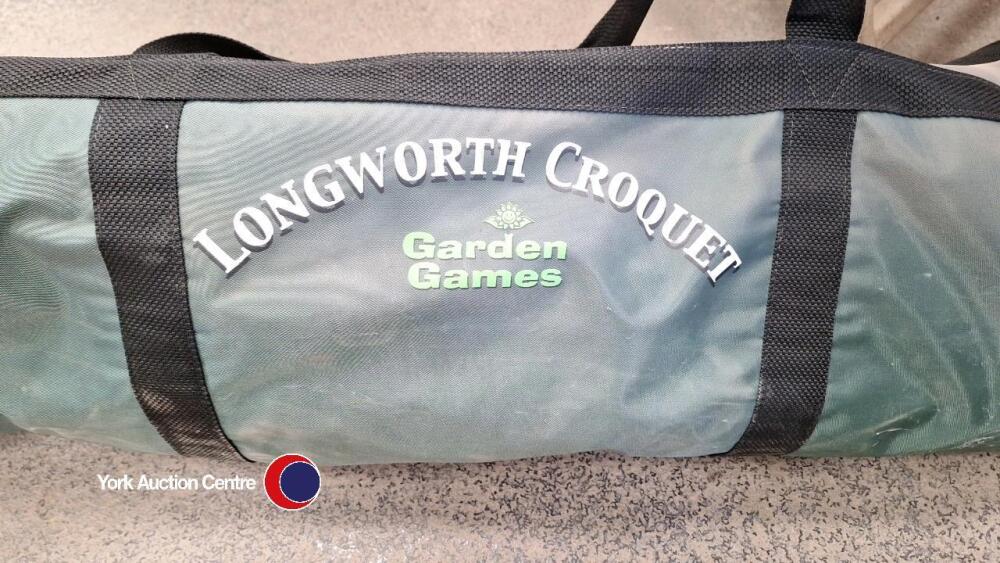 LONGWORTH CROQUET
Garden
Games
York Auction Centre